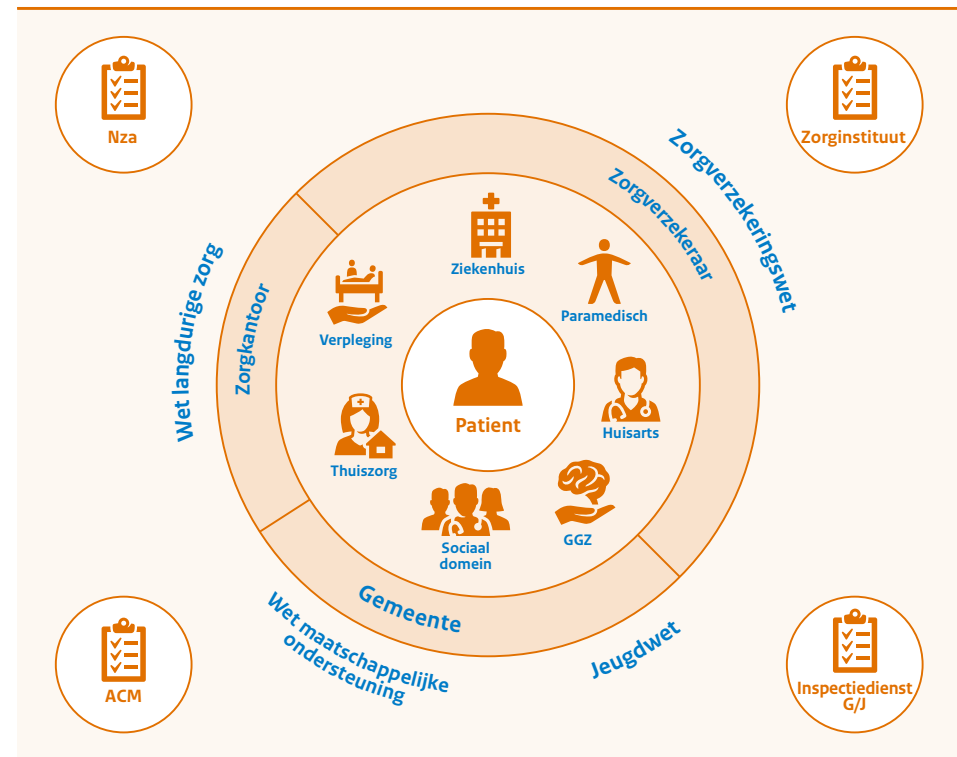 Nza
Zorginstituut
Zorgverzekeringswet
Zorgverzekeraar
Wet langdurige zorg
Zorgkantoor
Ziekenhuis
Paramedisch
Verpleging
Patient
Huisarts
Thuiszorg
GGZ
Sociaal
domein
Gemeente
Wet maatschappelijke
ondersteuning
Jeugdwet
ACM
Inspectiedienst
G/J